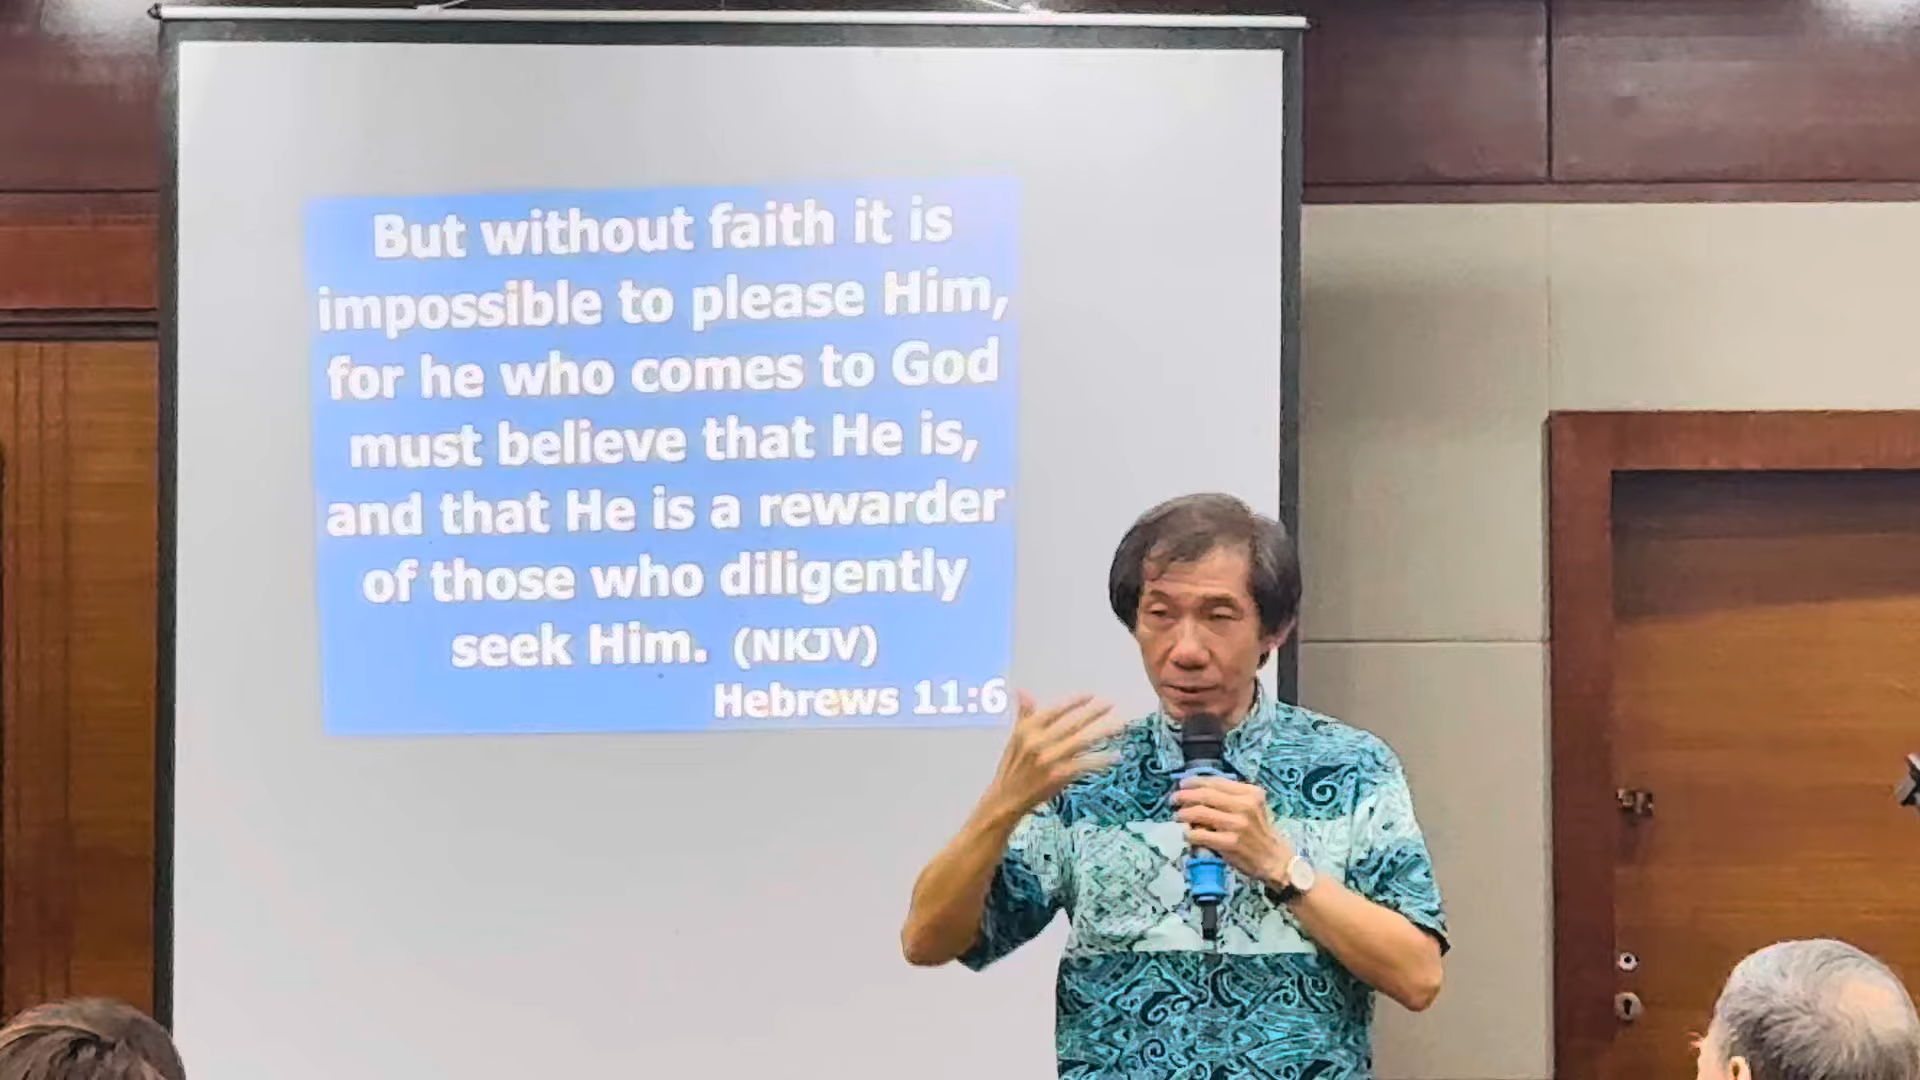 But without faith it is
impossible to please Him,
for he who comes to God
must believe that He is,
and that He is a rewarder
of those who diligently
seek Him. (NKJV)
Hebrews 11:6